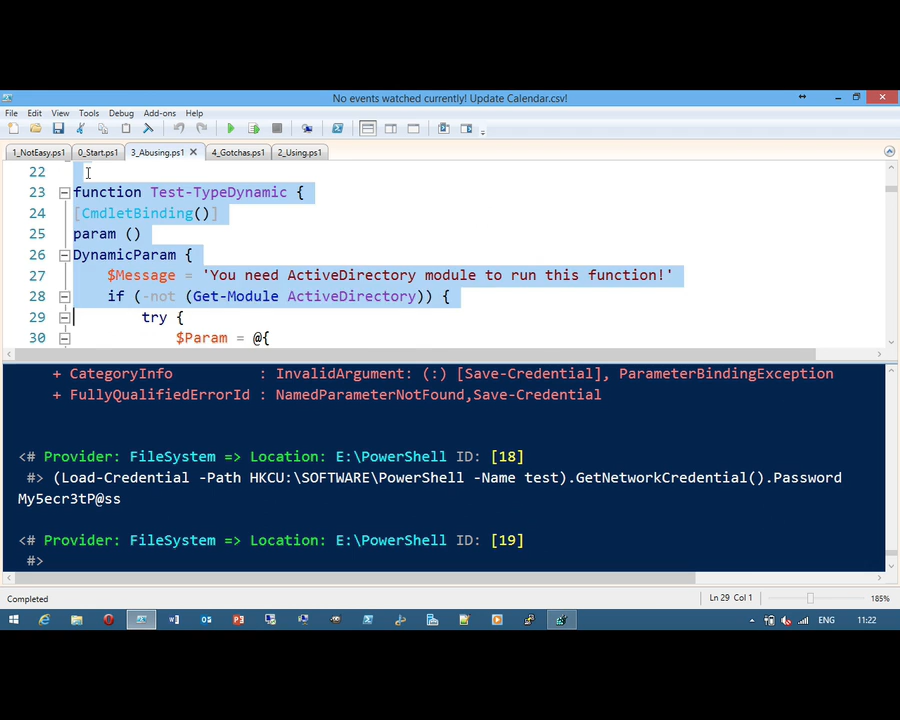 No events watched currently! Update Calendar.csv!
File Edit View Tools Debug Add-ons Help
1_NotEasy.ps1 0_Start.ps1 3_Abusing.ps1 4_Gotchas.ps1 2_Using.ps1
22
23 function Test-TypeDynamic {
24 [CmdletBinding()]
25 param ()
26 DynamicParam {
27 $Message = 'You need ActiveDirectory module to run this function!'
28 if (-not (Get-Module ActiveDirectory)) {
29 try {
30 $Param = @{
+ CategoryInfo : InvalidArgument: (:) [Save-Credential], ParameterBindingException
+ FullyQualifiedErrorId : NamedParameterNotFound,Save-Credential
<# Provider: FileSystem => Location: E:\PowerShell ID: [18]
#> (Load-Credential -Path HKCU:\SOFTWARE\PowerShell -Name test).GetNetworkCredential().Password
My5ecr3tP@ss
<# Provider: FileSystem => Location: E:\PowerShell ID: [19]
#>
Completed Ln 29 Col 1 185%
ENG 11:22